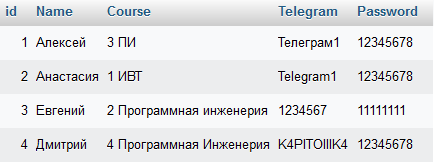 id Name Course Telegram Password
1 Алексей 3 ПИ Телеграм1 12345678
2 Анастасия 1 ИВТ Telegram1 12345678
3 Евгений 2 Программная инженерия 1234567 11111111
4 Дмитрий 4 Программная Инженерия K4PITOIIIK4 12345678